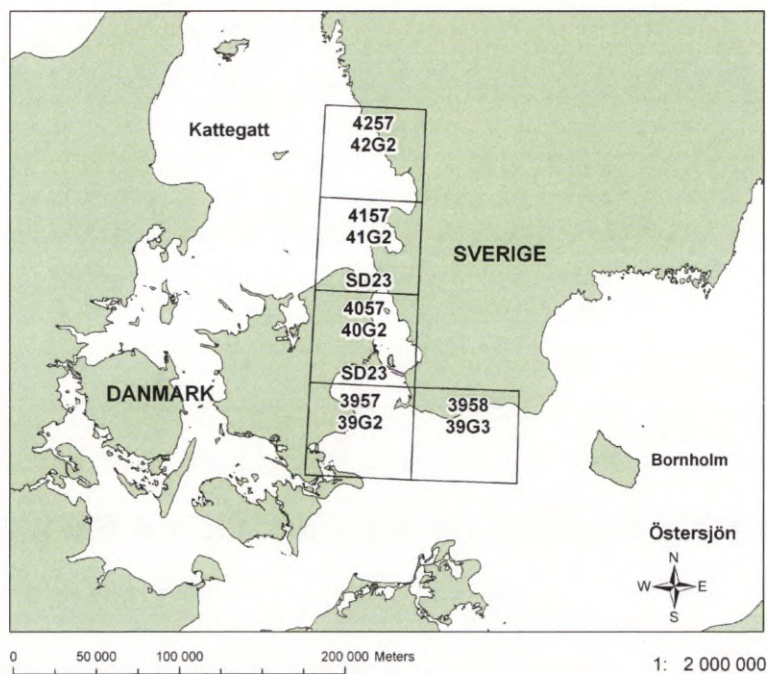 Kattegatt
4257
42G2
4157
41G2
SVERIGE
SD23
4057
40G2
SD23
DANMARK
3957
39G2
3958
39G3
Bornholm
Östersjön
N
W E
S
0 50 000 100 000 200 000 Meters
1: 2 000 000